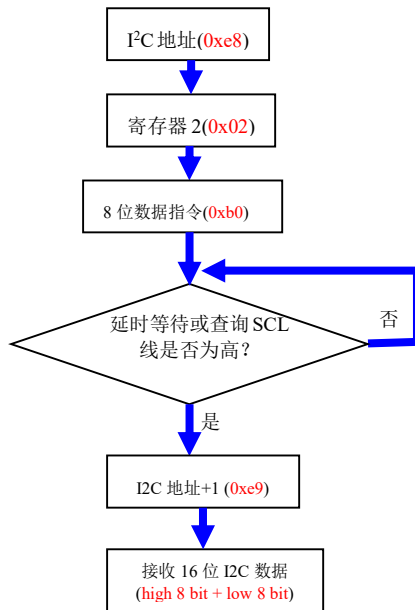 I²C 地址(0xe8)
寄存器 2(0x02)
8 位数据指令(0xb0)
延时等待或查询 SCL
线是否为高？
否
是
I2C 地址+1 (0xe9)
接收 16 位 I2C 数据
(high 8 bit + low 8 bit)